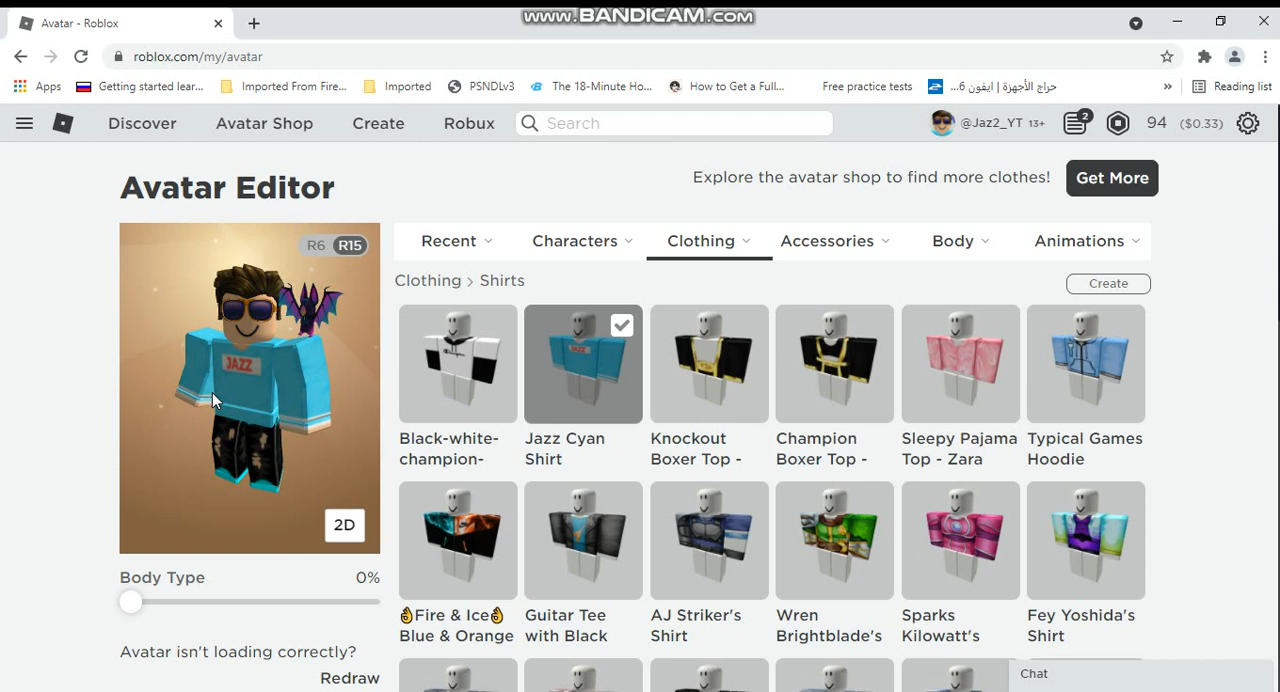 www.BANDICAM.com
Avatar - Roblox
roblox.com/my/avatar
Apps
Getting started lear...
Imported From Fire...
Imported
PSNDLv3
The 18-Minute Ho...
How to Get a Full...
Free practice tests
حراج الأجهزة | ايفون 6...
»
Reading list
Discover
Avatar Shop
Create
Robux
Search
@Jaz2_YT 13+
2
94
($0.33)
Avatar Editor
Explore the avatar shop to find more clothes!
Get More
R6 R15
Recent
Characters
Clothing
Accessories
Body
Animations
Clothing > Shirts
Create
JAZZ
JAZZ
2D
Black-white-
champion-
Jazz Cyan
Shirt
Knockout
Boxer Top -
Champion
Boxer Top -
Sleepy Pajama
Top - Zara
Typical Games
Hoodie
👌Fire & Ice👌
Blue & Orange
Guitar Tee
with Black
AJ Striker's
Shirt
Wren
Brightblade's
Sparks
Kilowatt's
Fey Yoshida's
Shirt
Body Type
0%
Avatar isn't loading correctly?
Redraw
Chat